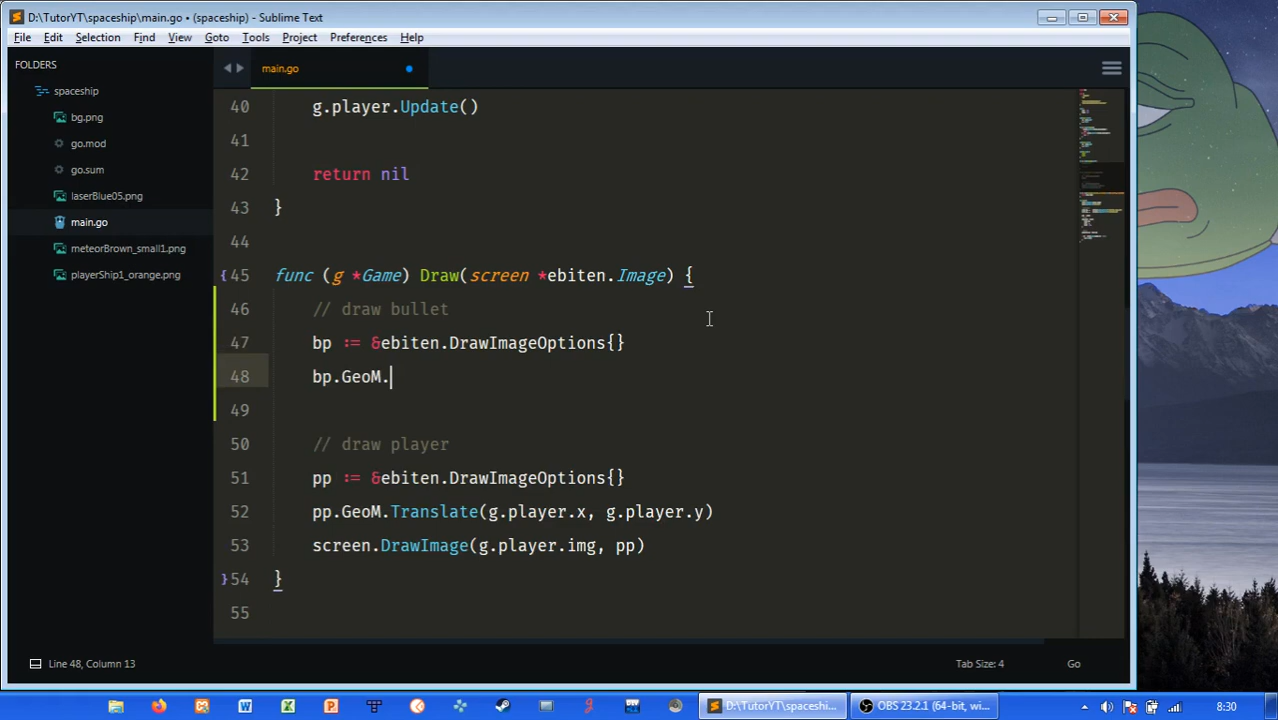 D:\TutorYT\spaceship\main.go • (spaceship) - Sublime Text
File Edit Selection Find View Goto Tools Project Preferences Help
FOLDERS
spaceship
bg.png
go.mod
go.sum
laserBlue05.png
main.go
meteorBrown_small1.png
playerShip1_orange.png
main.go
40 g.player.Update()
41
42 return nil
43 }
44
45 func (g *Game) Draw(screen *ebiten.Image) {
46 // draw bullet
47 bp := &ebiten.DrawImageOptions{}
48 bp.GeoM.
49
50 // draw player
51 pp := &ebiten.DrawImageOptions{}
52 pp.GeoM.Translate(g.player.x, g.player.y)
53 screen.DrawImage(g.player.img, pp)
54 }
55
Line 48, Column 13 Tab Size: 4 Go
D:\TutorYT\spaceshi... OBS 23.2.1 (64-bit, wi... 8:30